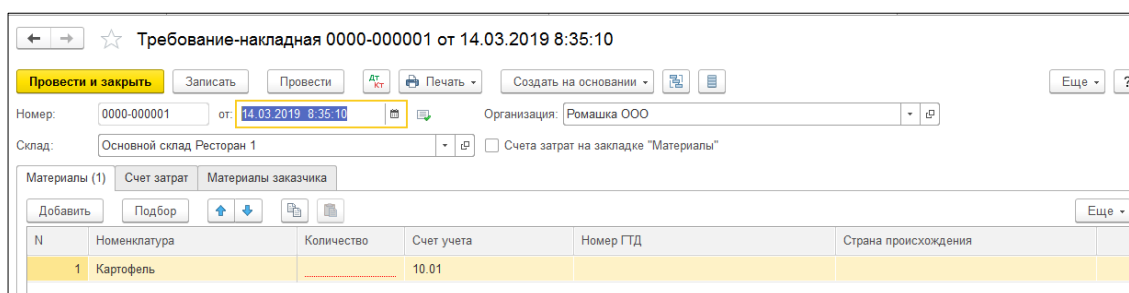 Требование-накладная 0000-000001 от 14.03.2019 8:35:10
Провести и закрыть Записать Провести Дт Кт Печать Создать на основании Еще ?
Номер: 0000-000001 от: 14.03.2019 8:35:10 Организация: Ромашка ООО
Склад: Основной склад Ресторан 1 Счета затрат на закладке "Материалы"
Материалы (1) Счет затрат Материалы заказчика
Добавить Подбор Еще
N Номенклатура Количество Счет учета Номер ГТД Страна происхождения
1 Картофель 10.01